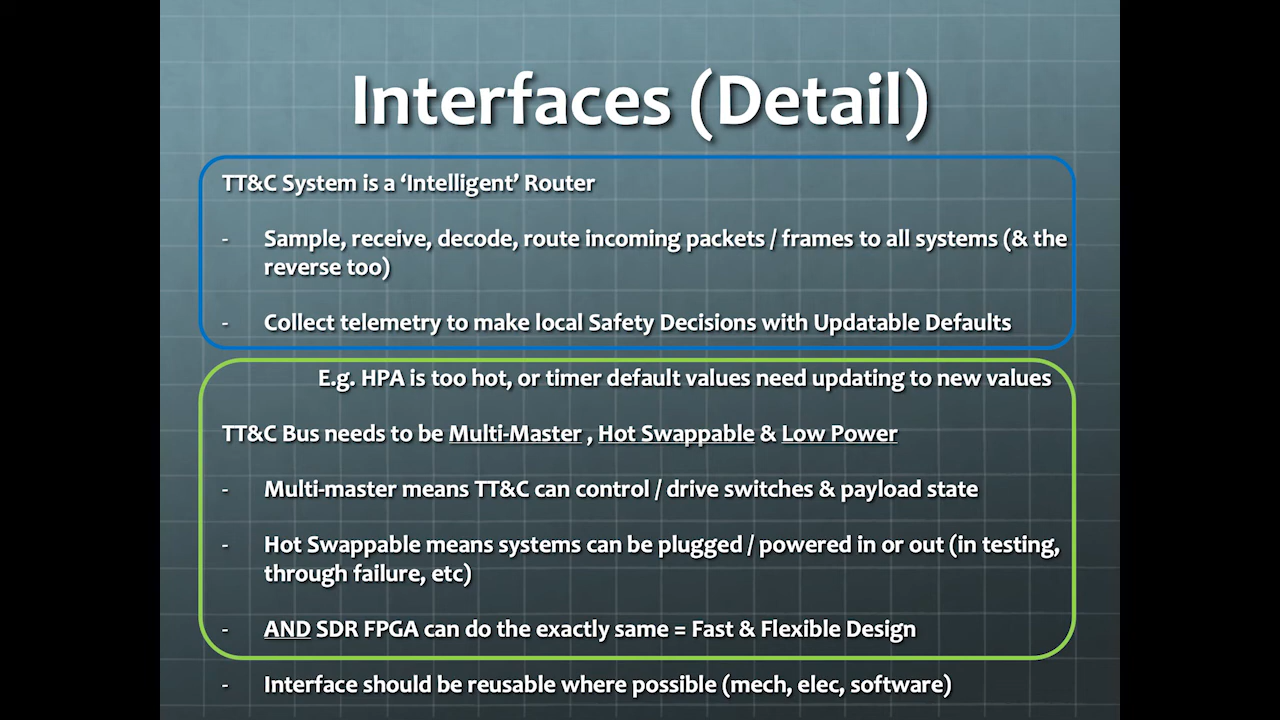 Interfaces (Detail)
TT&C System is a ‘Intelligent’ Router
- Sample, receive, decode, route incoming packets / frames to all systems (& the
reverse too)
- Collect telemetry to make local Safety Decisions with Updatable Defaults
E.g. HPA is too hot, or timer default values need updating to new values
TT&C Bus needs to be Multi-Master , Hot Swappable & Low Power
- Multi-master means TT&C can control / drive switches & payload state
- Hot Swappable means systems can be plugged / powered in or out (in testing,
through failure, etc)
- AND SDR FPGA can do the exactly same = Fast & Flexible Design
- Interface should be reusable where possible (mech, elec, software)